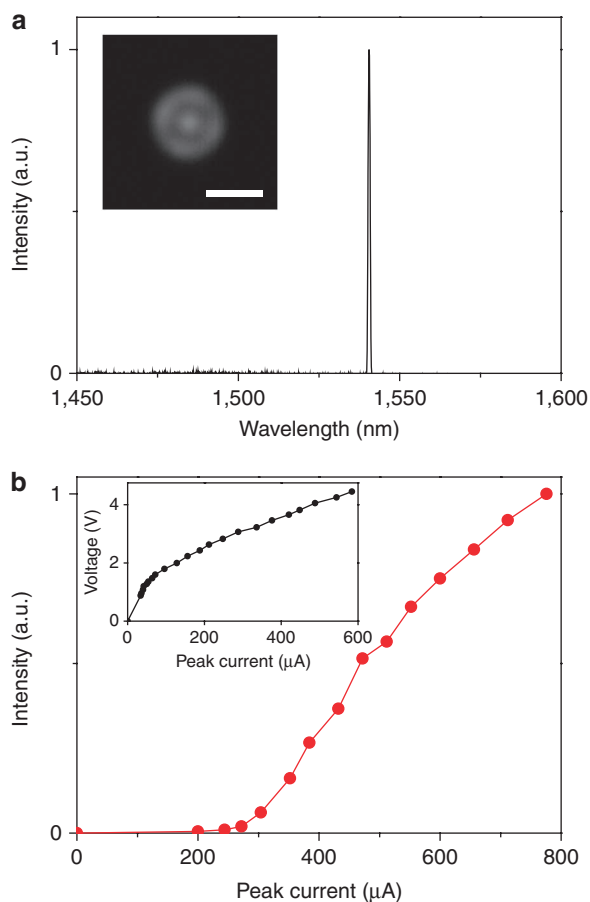 a
1
Intensity (a.u.)
0
1,450
1,500
1,550
1,600
Wavelength (nm)
b
1
Intensity (a.u.)
0
4
2
0
Voltage (V)
0
200
400
600
Peak current (μA)
0
200
400
600
800
Peak current (μA)